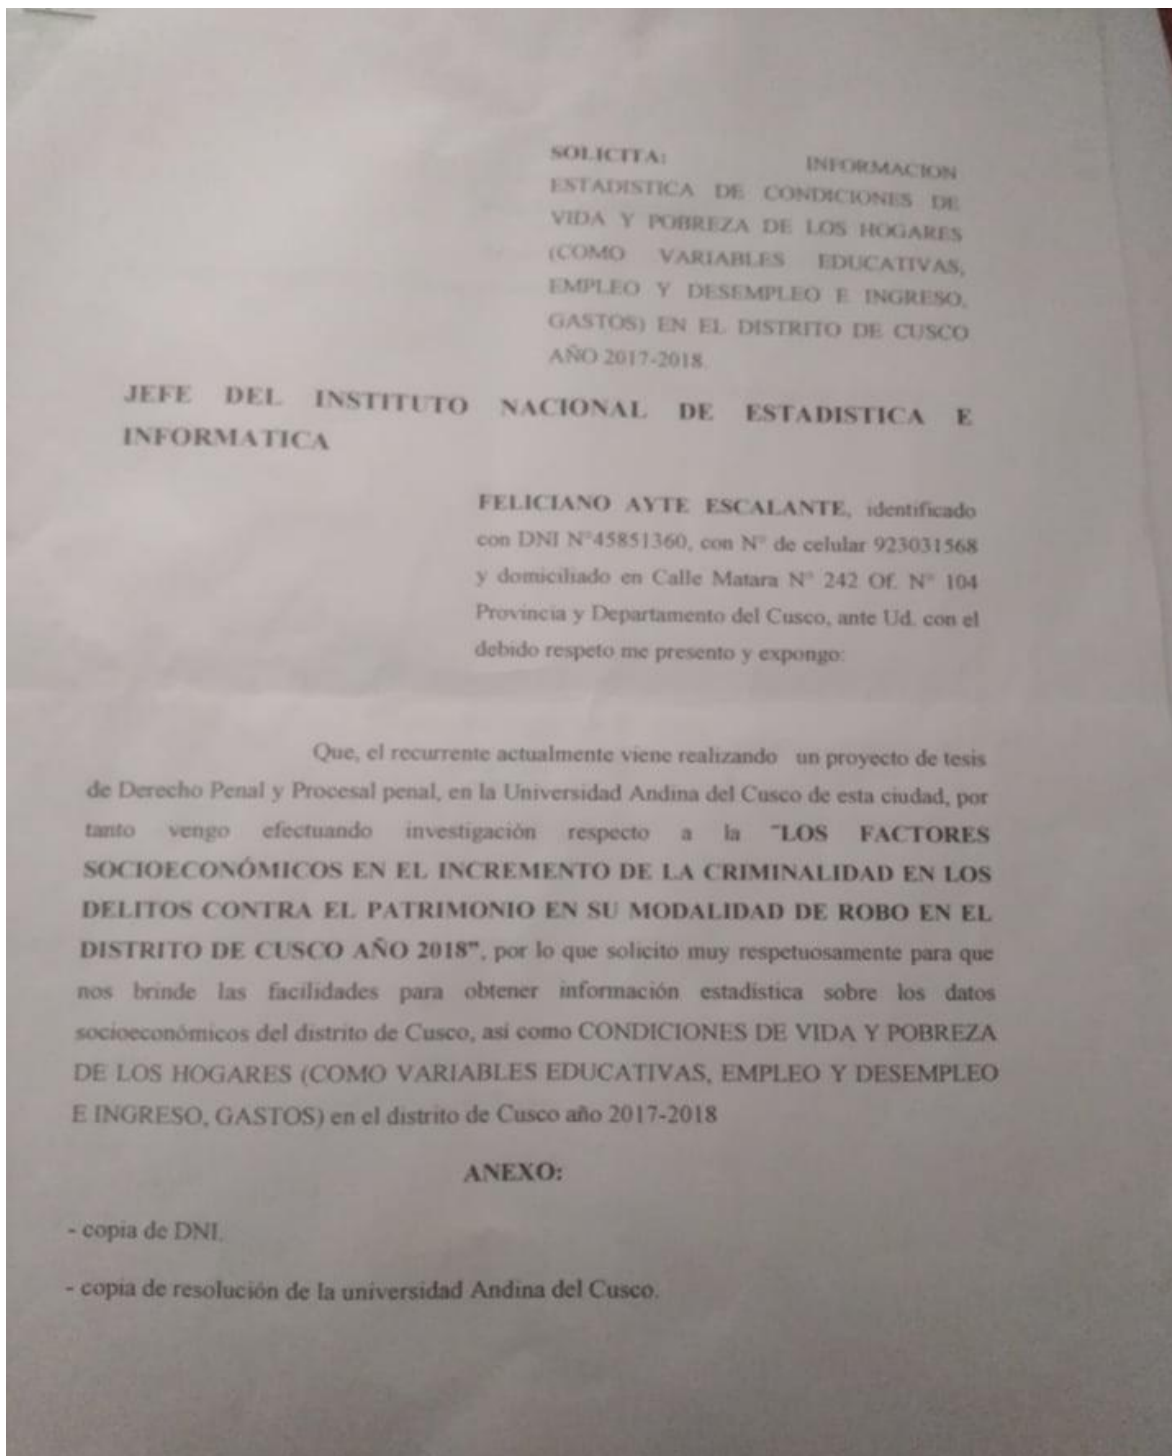 SOLICITA: INFORMACION
ESTADISTICA DE CONDICIONES DE
VIDA Y POBREZA DE LOS HOGARES
(COMO VARIABLES EDUCATIVAS,
EMPLEO Y DESEMPLEO E INGRESO,
GASTOS) EN EL DISTRITO DE CUSCO
AÑO 2017-2018.
JEFE DEL INSTITUTO NACIONAL DE ESTADISTICA E
INFORMATICA
FELICIANO AYTE ESCALANTE, identificado
con DNI N°45851360, con N° de celular 923031568
y domiciliado en Calle Matara N° 242 Of. N° 104
Provincia y Departamento del Cusco, ante Ud. con el
debido respeto me presento y expongo:
Que, el recurrente actualmente viene realizando un proyecto de tesis
de Derecho Penal y Procesal penal, en la Universidad Andina del Cusco de esta ciudad, por
tanto vengo efectuando investigación respecto a la "LOS FACTORES
SOCIOECONÓMICOS EN EL INCREMENTO DE LA CRIMINALIDAD EN LOS
DELITOS CONTRA EL PATRIMONIO EN SU MODALIDAD DE ROBO EN EL
DISTRITO DE CUSCO AÑO 2018", por lo que solicito muy respetuosamente para que
nos brinde las facilidades para obtener información estadística sobre los datos
socioeconómicos del distrito de Cusco, así como CONDICIONES DE VIDA Y POBREZA
DE LOS HOGARES (COMO VARIABLES EDUCATIVAS, EMPLEO Y DESEMPLEO
E INGRESO, GASTOS) en el distrito de Cusco año 2017-2018
ANEXO:
- copia de DNI.
- copia de resolución de la universidad Andina del Cusco.